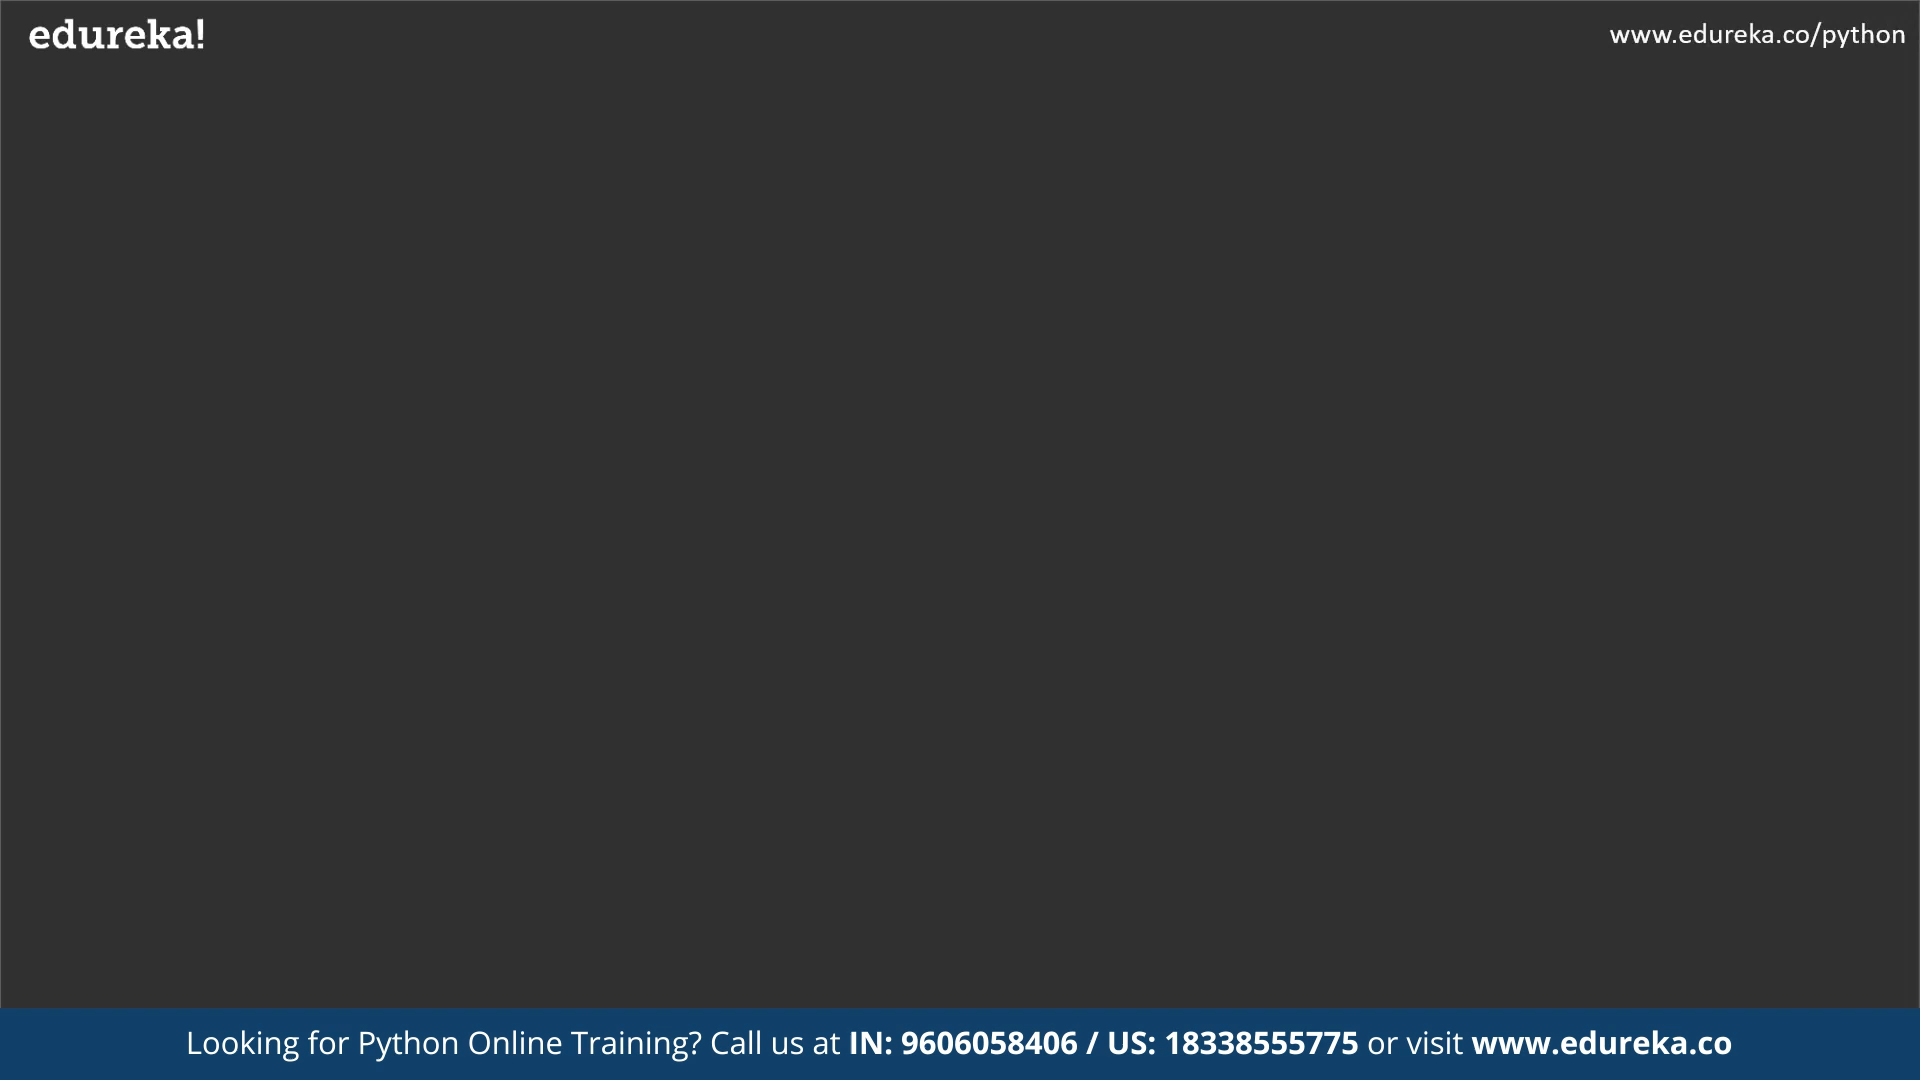 edureka!
www.edureka.co/python
Looking for Python Online Training? Call us at IN: 9606058406 / US: 18338555775 or visit www.edureka.co